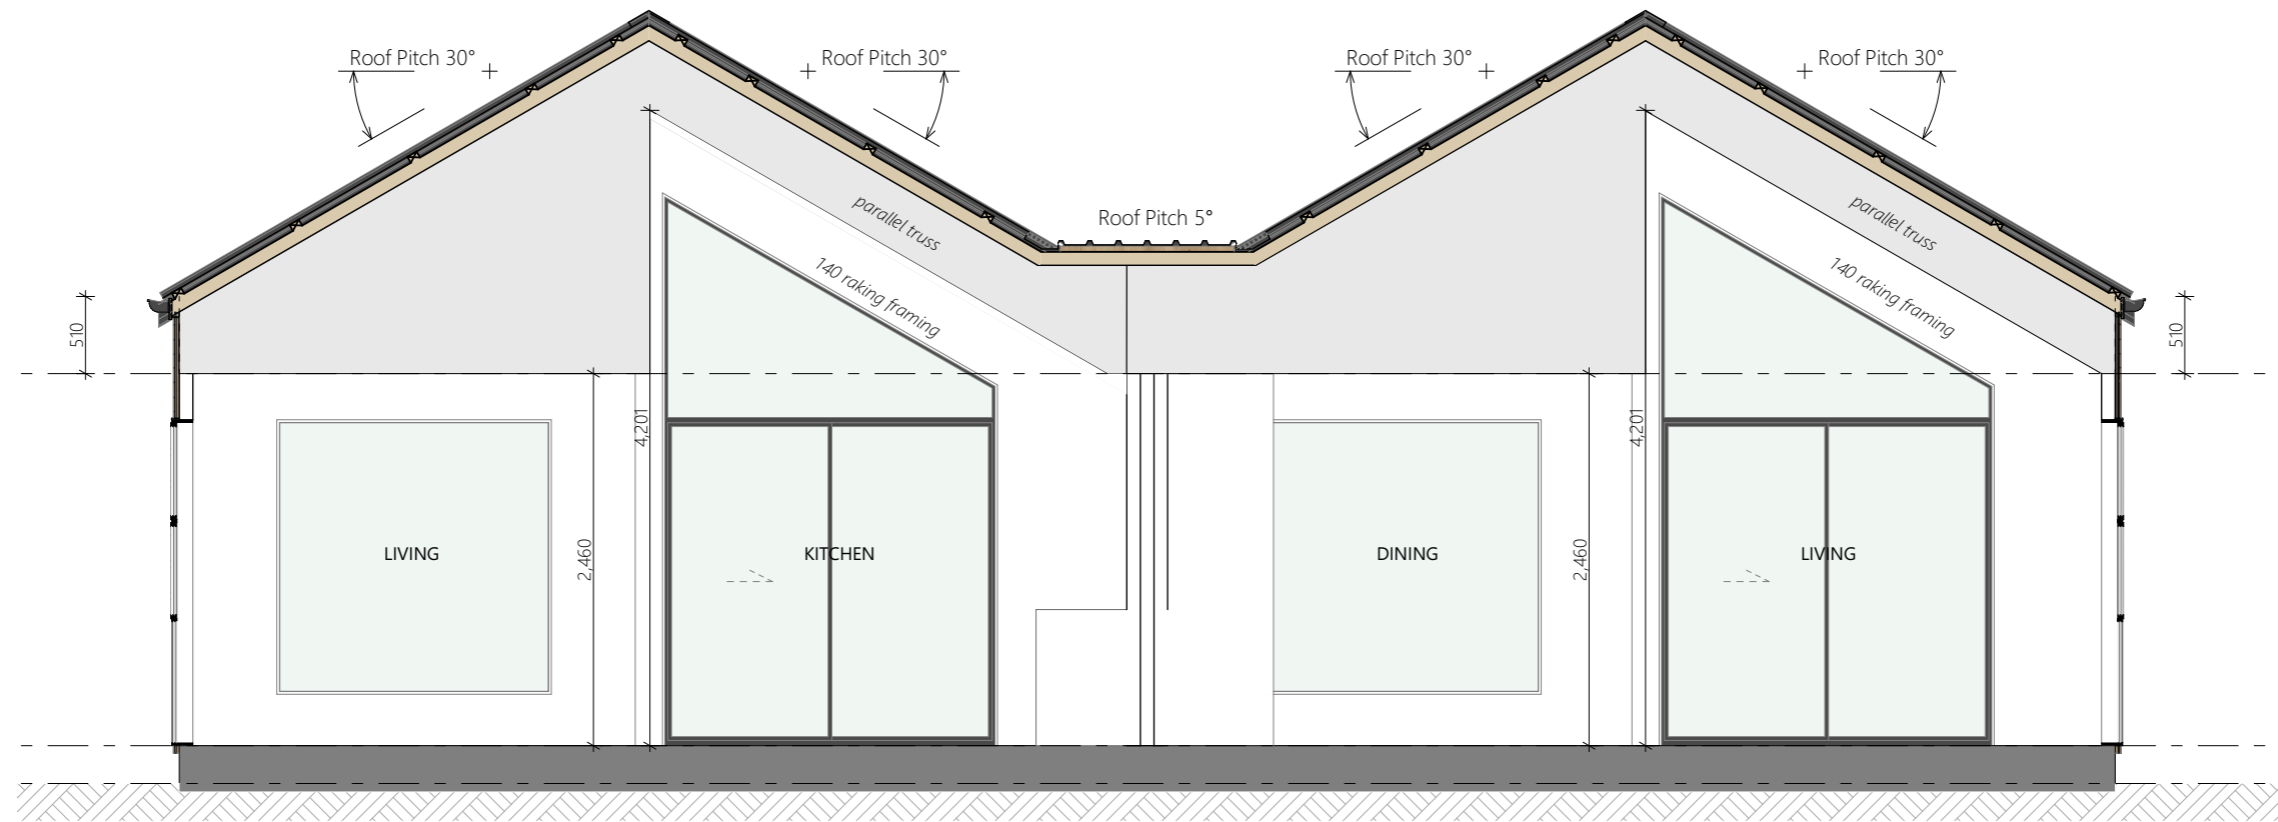 Roof Pitch 30°
Roof Pitch 30°
Roof Pitch 30°
Roof Pitch 30°
Roof Pitch 5°
parallel truss
parallel truss
140 raking framing
140 raking framing
510
510
4,201
4,201
2,460
2,460
LIVING
KITCHEN
DINING
LIVING